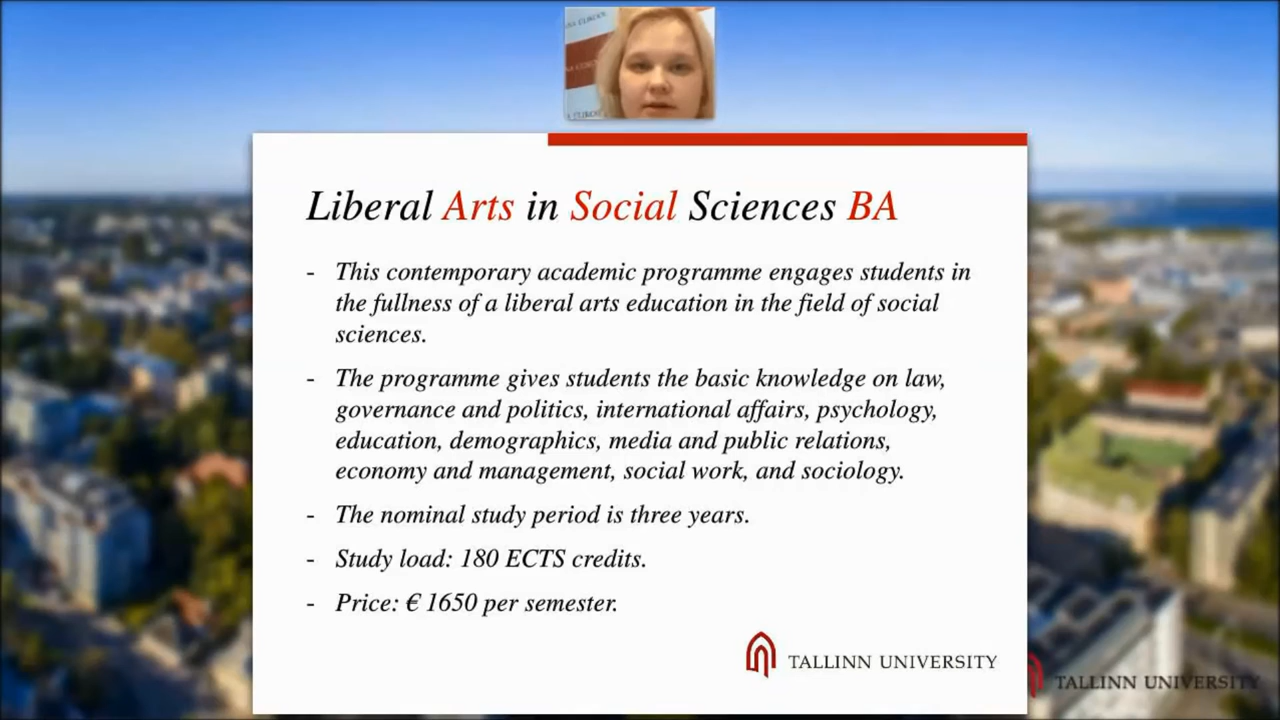 Liberal Arts in Social Sciences BA
- This contemporary academic programme engages students in
the fullness of a liberal arts education in the field of social
sciences.
- The programme gives students the basic knowledge on law,
governance and politics, international affairs, psychology,
education, demographics, media and public relations,
economy and management, social work, and sociology.
- The nominal study period is three years.
- Study load: 180 ECTS credits.
- Price: € 1650 per semester.
TALLINN UNIVERSITY
TALLINN UNIVERSITY